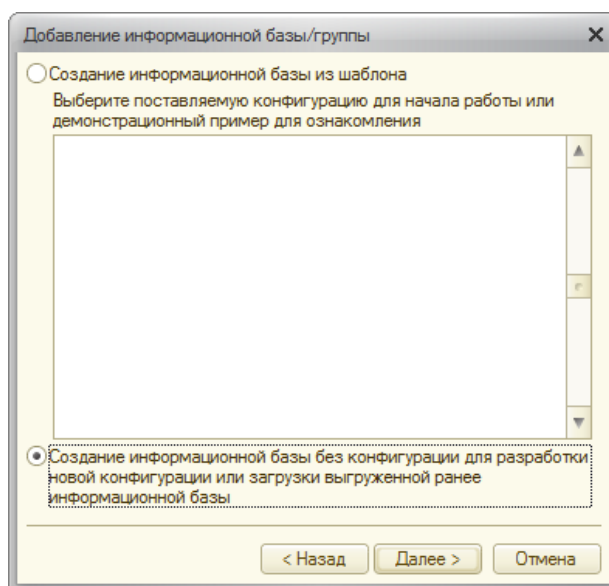 Добавление информационной базы/группы
Создание информационной базы из шаблона
Выберите поставляемую конфигурацию для начала работы или
демонстрационный пример для ознакомления
Создание информационной базы без конфигурации для разработки
новой конфигурации или загрузки выгруженной ранее
информационной базы
< Назад
Далее >
Отмена